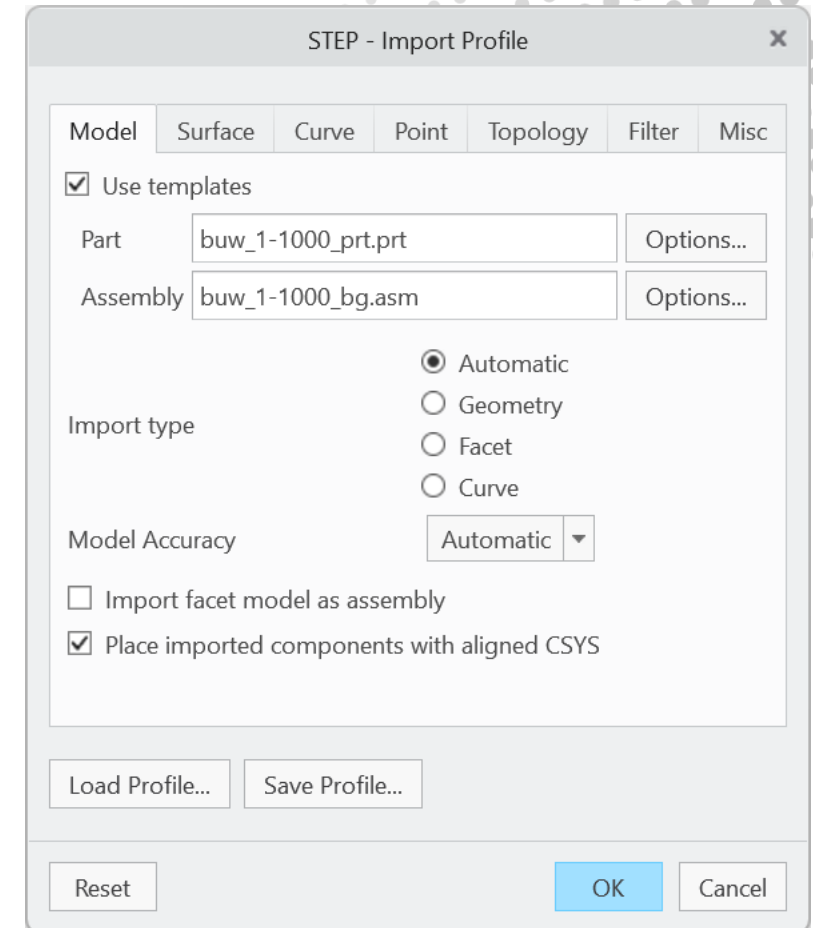 STEP - Import Profile
Model Surface Curve Point Topology Filter Misc
Use templates
Part buw_1-1000_prt.prt Options...
Assembly buw_1-1000_bg.asm Options...
Automatic
Geometry
Import type
Facet
Curve
Model Accuracy Automatic
Import facet model as assembly
Place imported components with aligned CSYS
Load Profile... Save Profile...
Reset OK Cancel